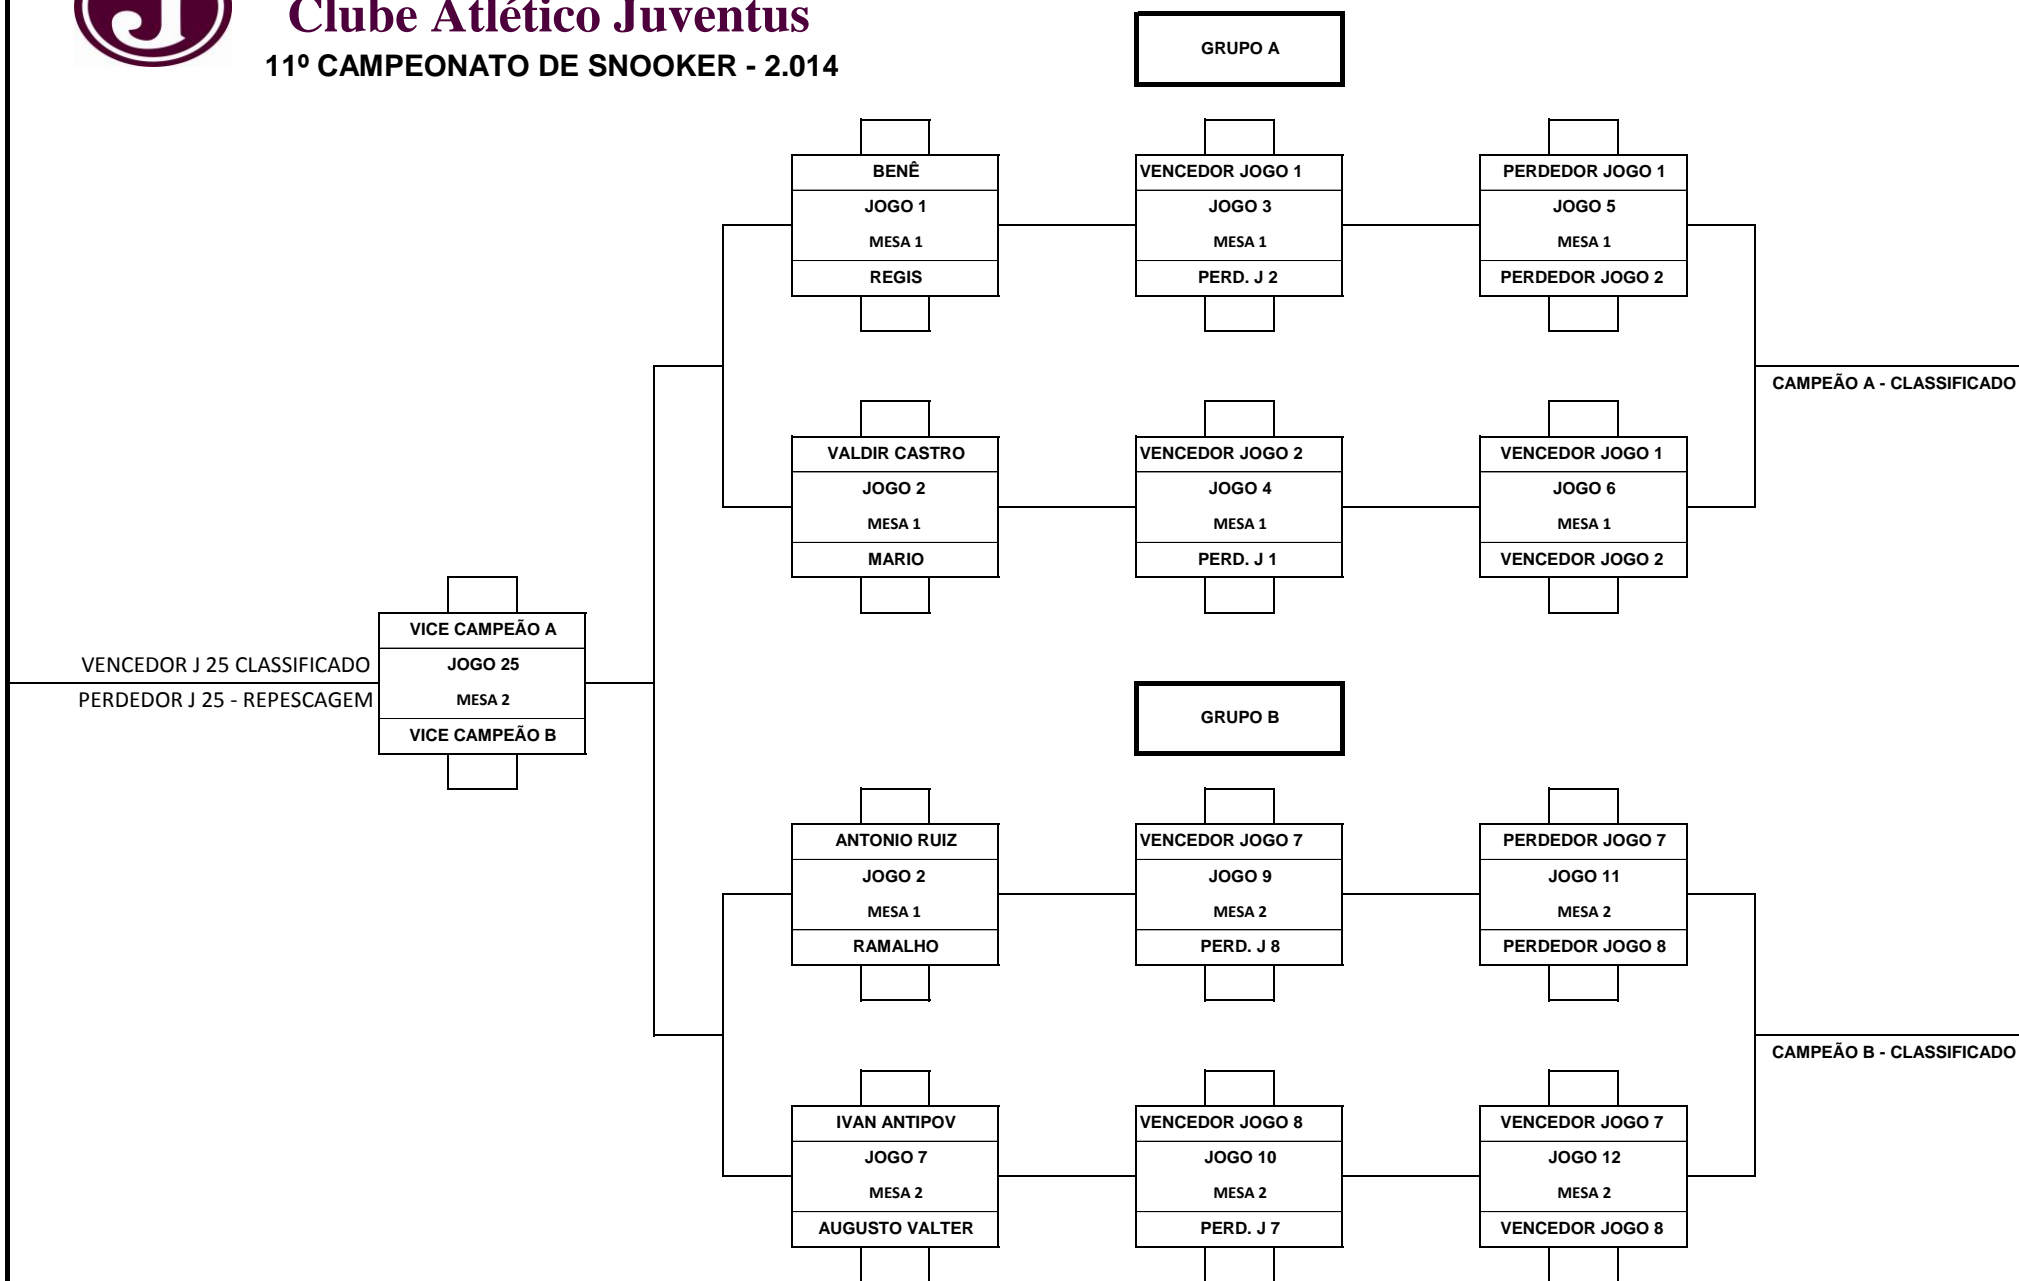 J
Clube Atlético Juventus
11º CAMPEONATO DE SNOOKER - 2.014
GRUPO A
BENÊ
JOGO 1
MESA 1
REGIS
VENCEDOR JOGO 1
JOGO 3
MESA 1
PERD. J 2
PERDEDOR JOGO 1
JOGO 5
MESA 1
PERDEDOR JOGO 2
CAMPEÃO A - CLASSIFICADO
VALDIR CASTRO
JOGO 2
MESA 1
MARIO
VENCEDOR JOGO 2
JOGO 4
MESA 1
PERD. J 1
VENCEDOR JOGO 1
JOGO 6
MESA 1
VENCEDOR JOGO 2
VENCEDOR J 25 CLASSIFICADO
PERDEDOR J 25 - REPESCAGEM
VICE CAMPEÃO A
JOGO 25
MESA 2
VICE CAMPEÃO B
GRUPO B
ANTONIO RUIZ
JOGO 2
MESA 1
RAMALHO
VENCEDOR JOGO 7
JOGO 9
MESA 2
PERD. J 8
PERDEDOR JOGO 7
JOGO 11
MESA 2
PERDEDOR JOGO 8
CAMPEÃO B - CLASSIFICADO
IVAN ANTIPOV
JOGO 7
MESA 2
AUGUSTO VALTER
VENCEDOR JOGO 8
JOGO 10
MESA 2
PERD. J 7
VENCEDOR JOGO 7
JOGO 12
MESA 2
VENCEDOR JOGO 8